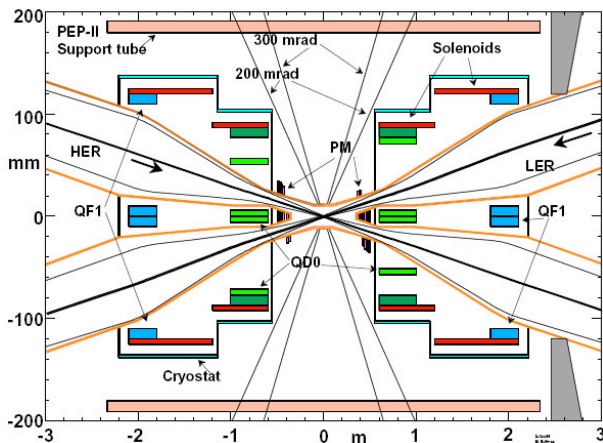 200
PEP-II
Support tube
300 mrad
Solenoids
200 mrad
100
HER
PM
LER
mm
0
QF1
QF1
QD0
-100
Cryostat
-200
-3
-2
-1
0
m
1
2
3